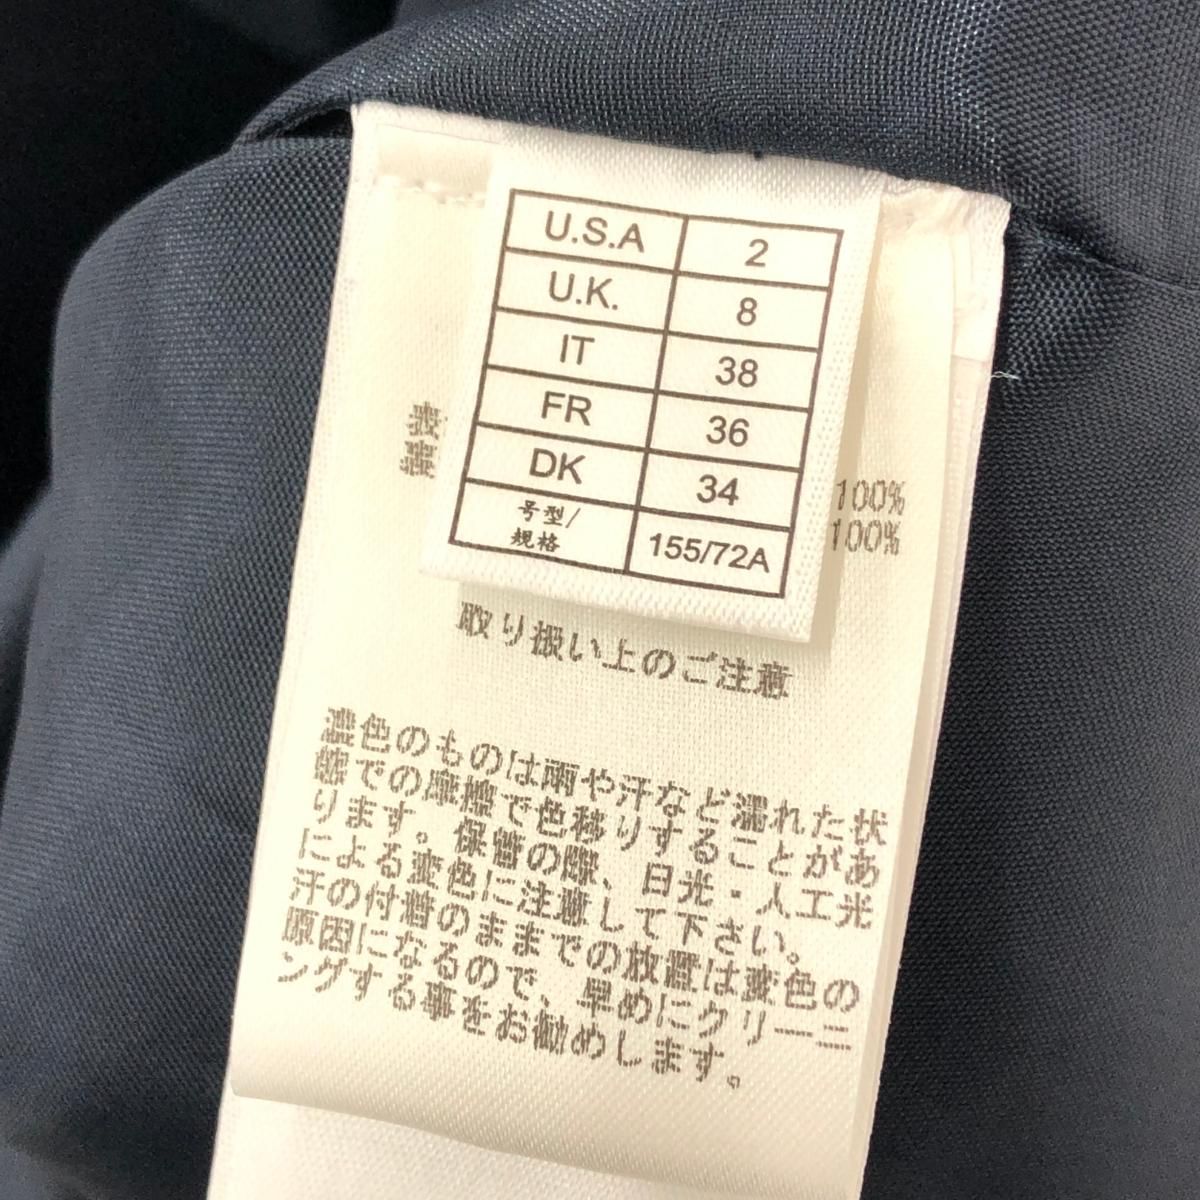 U.S.A 2
U.K. 8
IT 38
FR 36
DK 34
号型/
規格 155/72A
表 100%
裏 100%
取り扱い上のご注意
濃色のものは雨や汗など濡れた状
態での摩擦で色移りすることがあ
ります。保管の際、日光・人工光
による変色に注意して下さい。
汗の付着のままでの放置は変色の
原因になるので、早めにクリーニ
ングする事をお勧めします。